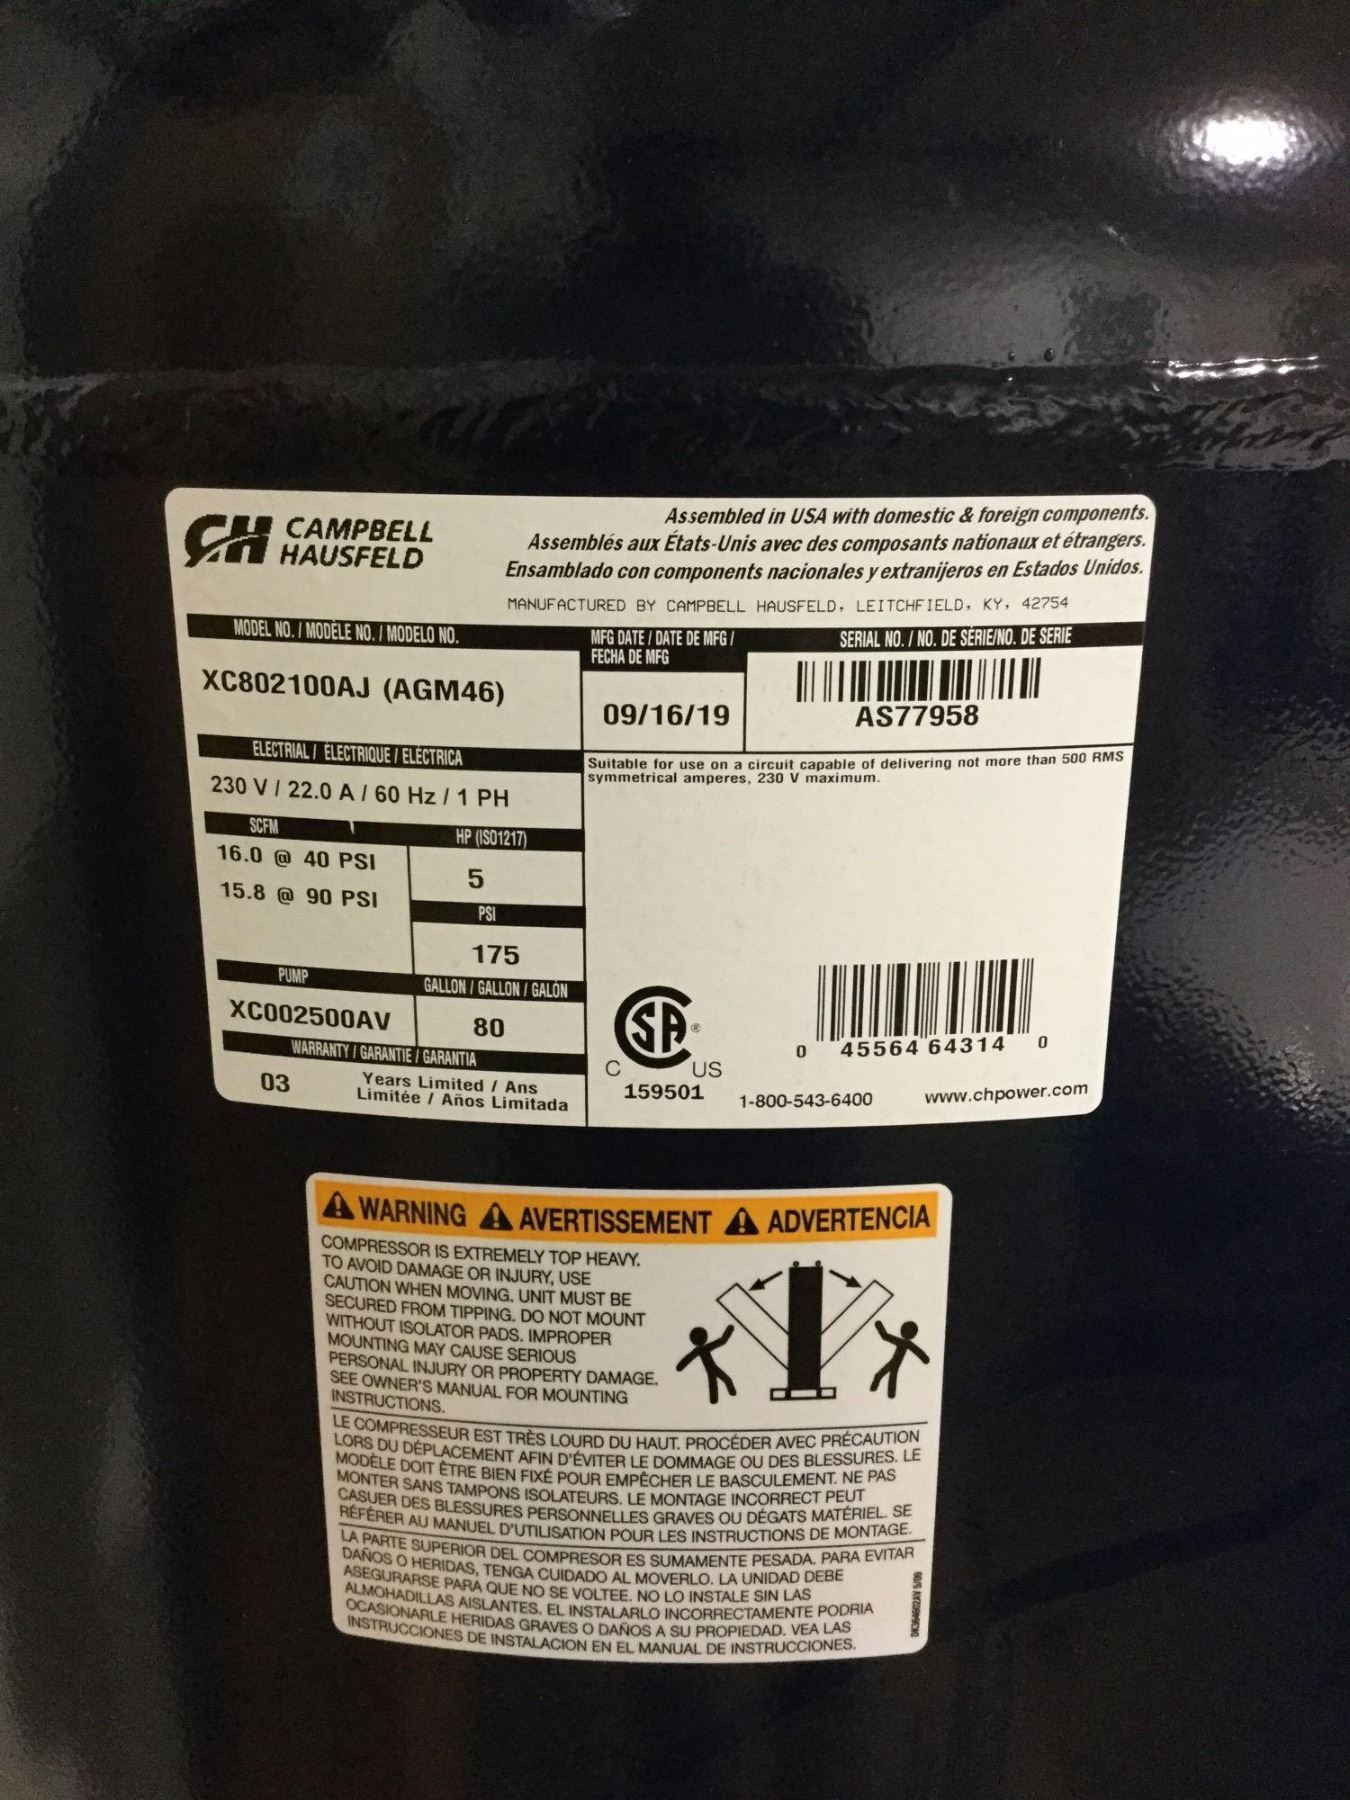 CH CAMPBELL
HAUSFELD
Assembled in USA with domestic & foreign components.
Assemblés aux États-Unis avec des composants nationaux et étrangers.
Ensamblado con componentes nacionales y extranijeros en Estados Unidos.
MANUFACTURED BY CAMPBELL HAUSFELD, LEITCHFIELD, KY, 42754
MODEL NO. / MODÈLE NO. / MODELO NO.
XC802100AJ (AGM46)
MFG DATE / DATE DE MFG /
FECHA DE MFG
09/16/19
SERIAL NO. / NO. DE SÉRIE/NO. DE SERIE
AS77958
ELECTRIAL / ÉLECTRIQUE / ELÉCTRICA
230 V / 22.0 A / 60 Hz / 1 PH
Suitable for use on a circuit capable of delivering not more than 500 RMS
symmetrical amperes, 230 V maximum.
SCFM
16.0 @ 40 PSI
15.8 @ 90 PSI
HP (ISO1217)
5
PSI
175
PUMP
XC002500AV
GALLON / GALLON / GALÓN
80
WARRANTY / GARANTIE / GARANTIA
03
Years Limited / Ans
Limitée / Años Limitada
SA ®
C US
159501
0 45564 64314 0
1-800-543-6400
www.chpower.com
WARNING AVERTISSEMENT ADVERTENCIA
COMPRESSOR IS EXTREMELY TOP HEAVY.
TO AVOID DAMAGE OR INJURY, USE
CAUTION WHEN MOVING. UNIT MUST BE
SECURED FROM TIPPING. DO NOT MOUNT
WITHOUT ISOLATOR PADS. IMPROPER
MOUNTING MAY CAUSE SERIOUS
PERSONAL INJURY OR PROPERTY DAMAGE.
SEE OWNER'S MANUAL FOR MOUNTING
INSTRUCTIONS.
LE COMPRESSEUR EST TRÈS LOURD DU HAUT. PROCÉDER AVEC PRÉCAUTION
LORS DU DÉPLACEMENT AFIN D'ÉVITER LE DOMMAGE OU DES BLESSURES. LE
MODÈLE DOIT ÊTRE BIEN FIXÉ POUR EMPÊCHER LE BASCULEMENT. NE PAS
MONTER SANS TAMPONS ISOLATEURS. LE MONTAGE INCORRECT PEUT
CASUER DES BLESSURES PERSONNELLES GRAVES OU DÉGATS MATÉRIEL. SE
RÉFÉRER AU MANUEL D'UTILISATION POUR LES INSTRUCTIONS DE MONTAGE.
LA PARTE SUPERIOR DEL COMPRESOR ES SUMAMENTE PESADA. PARA EVITAR
DAÑOS O HERIDAS, TENGA CUIDADO AL MOVERLO. LA UNIDAD DEBE
ASEGURARSE PARA QUE NO SE VOLTEE. NO LO INSTALE SIN LAS
ALMOHADILLAS AISLANTES. EL INSTALARLO INCORRECTAMENTE PODRIA
OCASIONARLE HERIDAS GRAVES O DAÑOS A SU PROPIEDAD. VEA LAS
INSTRUCCIONES DE INSTALACION EN EL MANUAL DE INSTRUCCIONES.